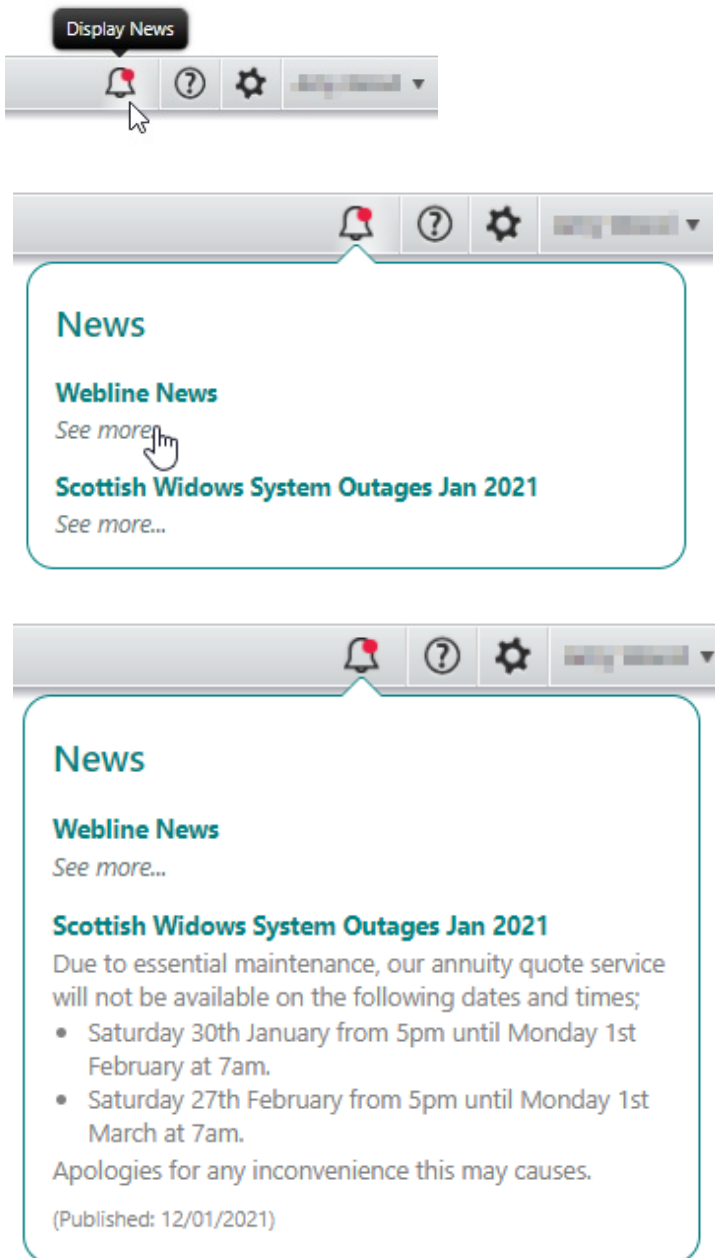 Display News
News
Webline News
See more
Scottish Widows System Outages Jan 2021
See more...
News
Webline News
See more...
Scottish Widows System Outages Jan 2021
Due to essential maintenance, our annuity quote service
will not be available on the following dates and times;
• Saturday 30th January from 5pm until Monday 1st
February at 7am.
• Saturday 27th February from 5pm until Monday 1st
March at 7am.
Apologies for any inconvenience this may causes.
(Published: 12/01/2021)